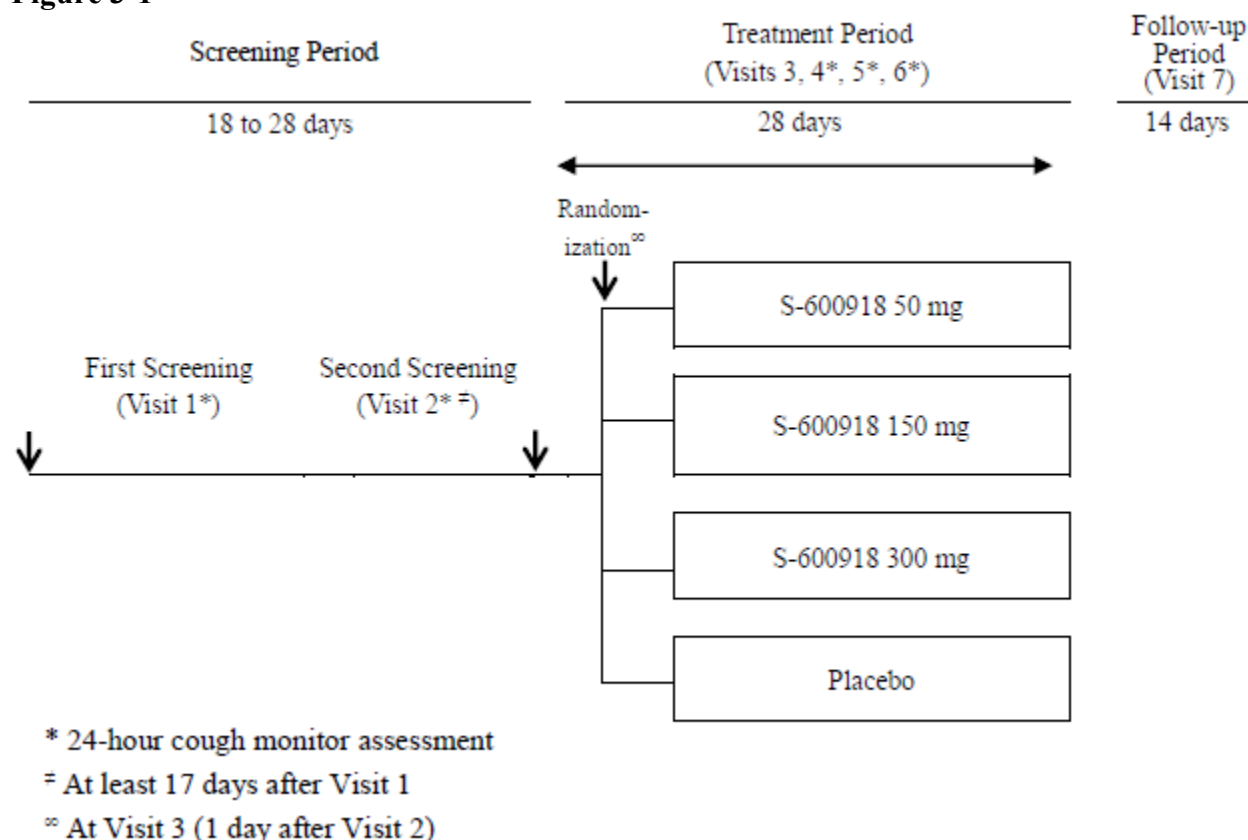 Screening Period
Treatment Period
(Visits 3, 4*, 5*, 6*)
Follow-up
Period
(Visit 7)
18 to 28 days
28 days
14 days
Random-
ization∞
S-600918 50 mg
First Screening
(Visit 1*)
Second Screening
(Visit 2* ≠)
S-600918 150 mg
S-600918 300 mg
Placebo
* 24-hour cough monitor assessment
≠ At least 17 days after Visit 1
∞ At Visit 3 (1 day after Visit 2)